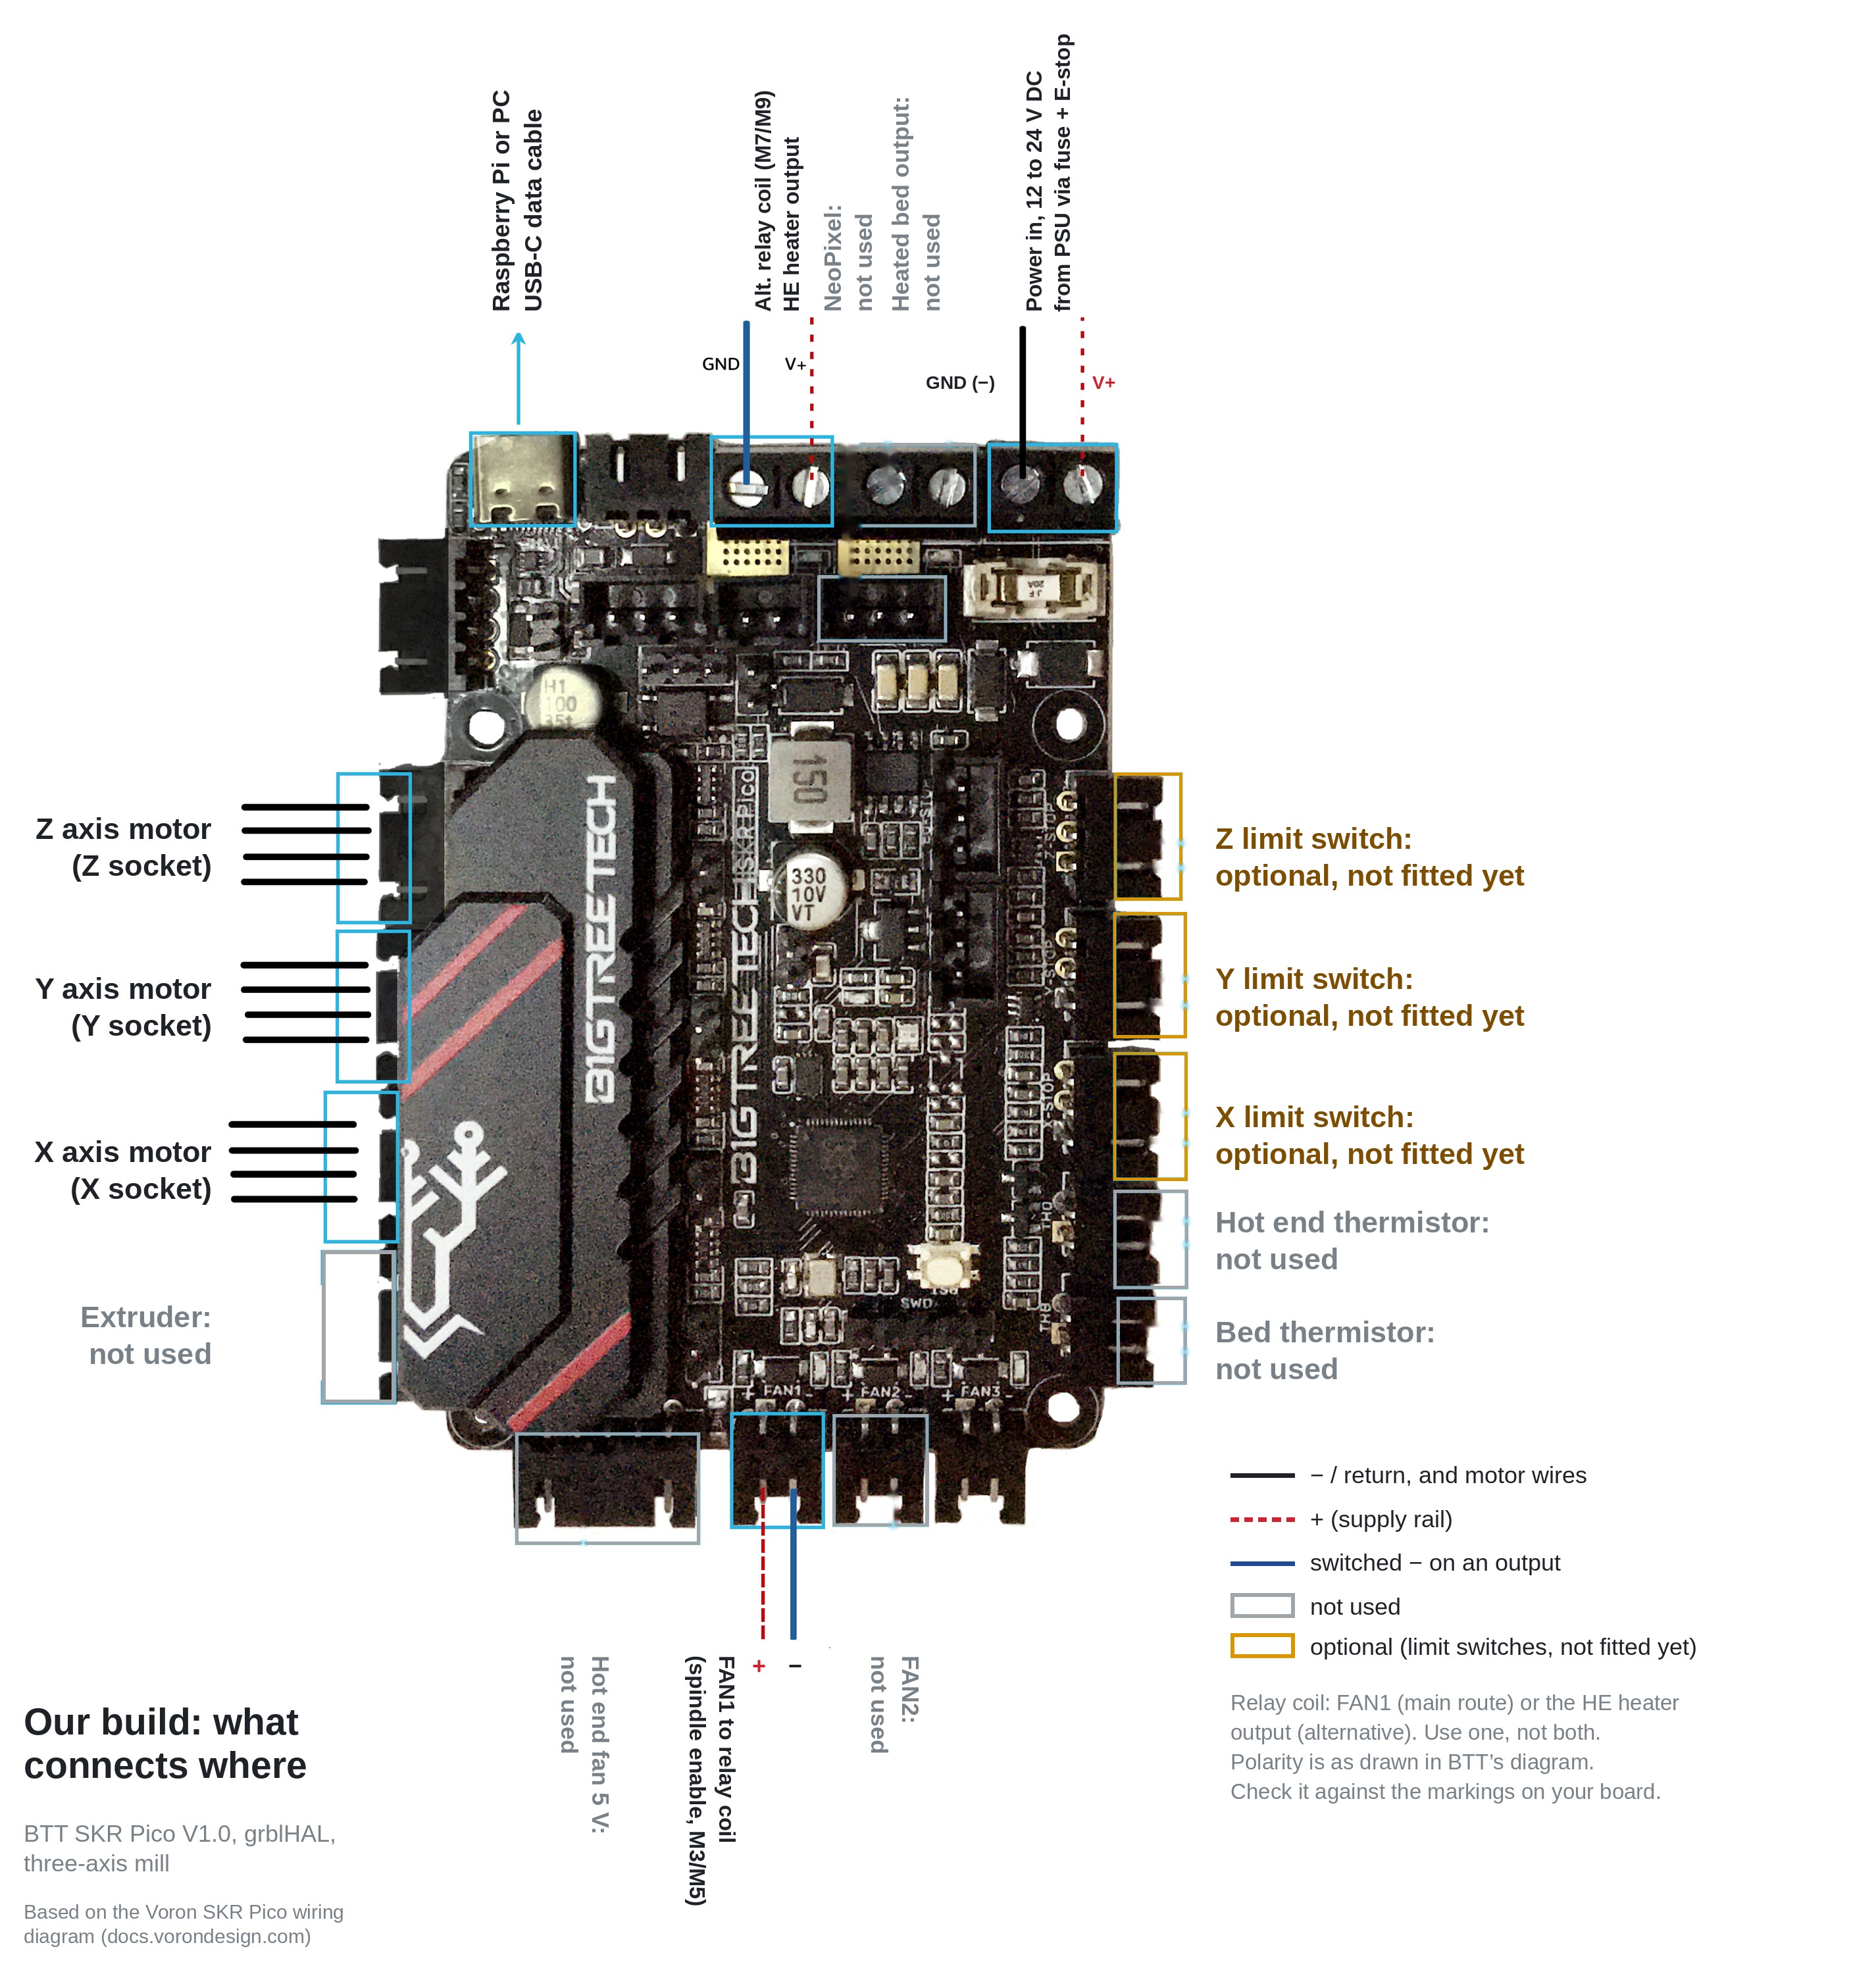 Raspberry Pi or PC
USB-C data cable
Alt. relay coil (M7/M9)
HE heater output
NeoPixel:
not used
Heated bed output:
not used
Power in, 12 to 24 V DC
from PSU via fuse + E-stop
GND
V+
GND (−)
V+
20A
H1
100
150
330
10V
VT
BIGTREETECH
BIGTREETECH
SKR Pico
Z axis motor
(Z socket)
Y axis motor
(Y socket)
X axis motor
(X socket)
Extruder:
not used
Z limit switch:
optional, not fitted yet
Y limit switch:
optional, not fitted yet
X limit switch:
optional, not fitted yet
Hot end thermistor:
not used
Bed thermistor:
not used
X-STOP
TH0
THB
SWD
+ FAN1 -
+ FAN2 -
+ FAN3 -
+
−
Hot end fan 5 V:
not used
FAN1 to relay coil
(spindle enable, M3/M5)
FAN2:
not used
− / return, and motor wires
+ (supply rail)
switched − on an output
not used
optional (limit switches, not fitted yet)
Relay coil: FAN1 (main route) or the HE heater
output (alternative). Use one, not both.
Polarity is as drawn in BTT’s diagram.
Check it against the markings on your board.
Our build: what
connects where
BTT SKR Pico V1.0, grblHAL,
three-axis mill
Based on the Voron SKR Pico wiring
diagram (docs.vorondesign.com)